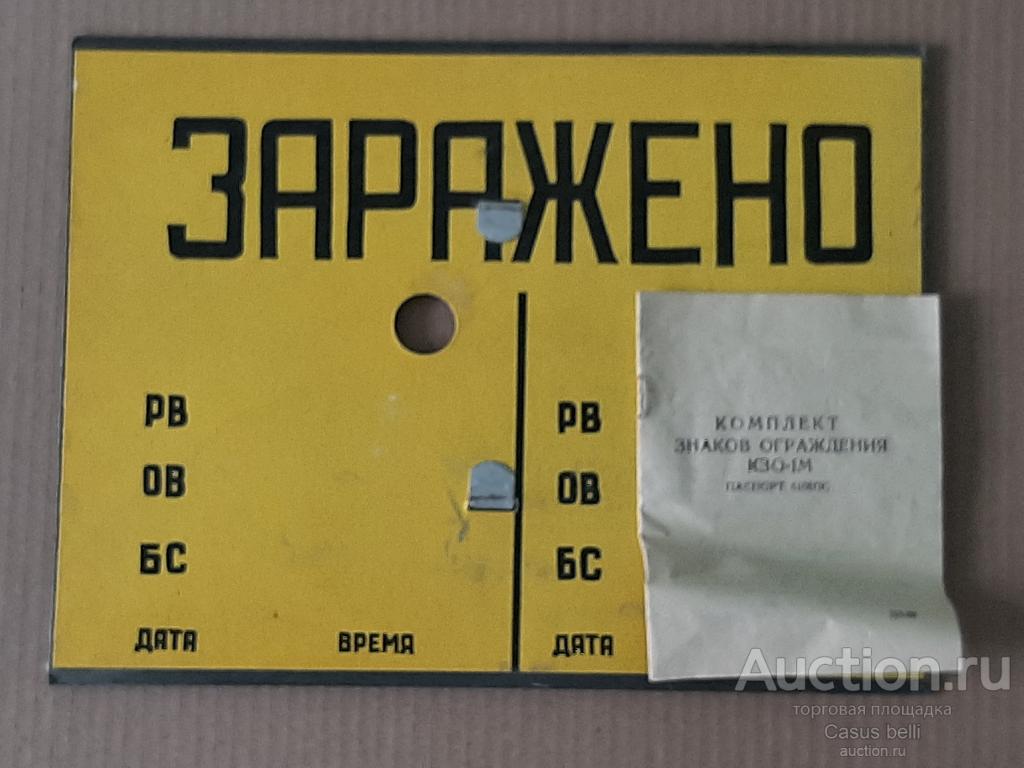 ЗАРАЖЕНО
РВ
ОВ
БС
ДАТА ВРЕМЯ
РВ
ОВ
БС
ДАТА
КОМПЛЕКТ
ЗНАКОВ ОГРАЖДЕНИЯ
КЗО-1М
ПАСПОРТ
Auction.ru
торговая площадка
Casus belli
auction.ru